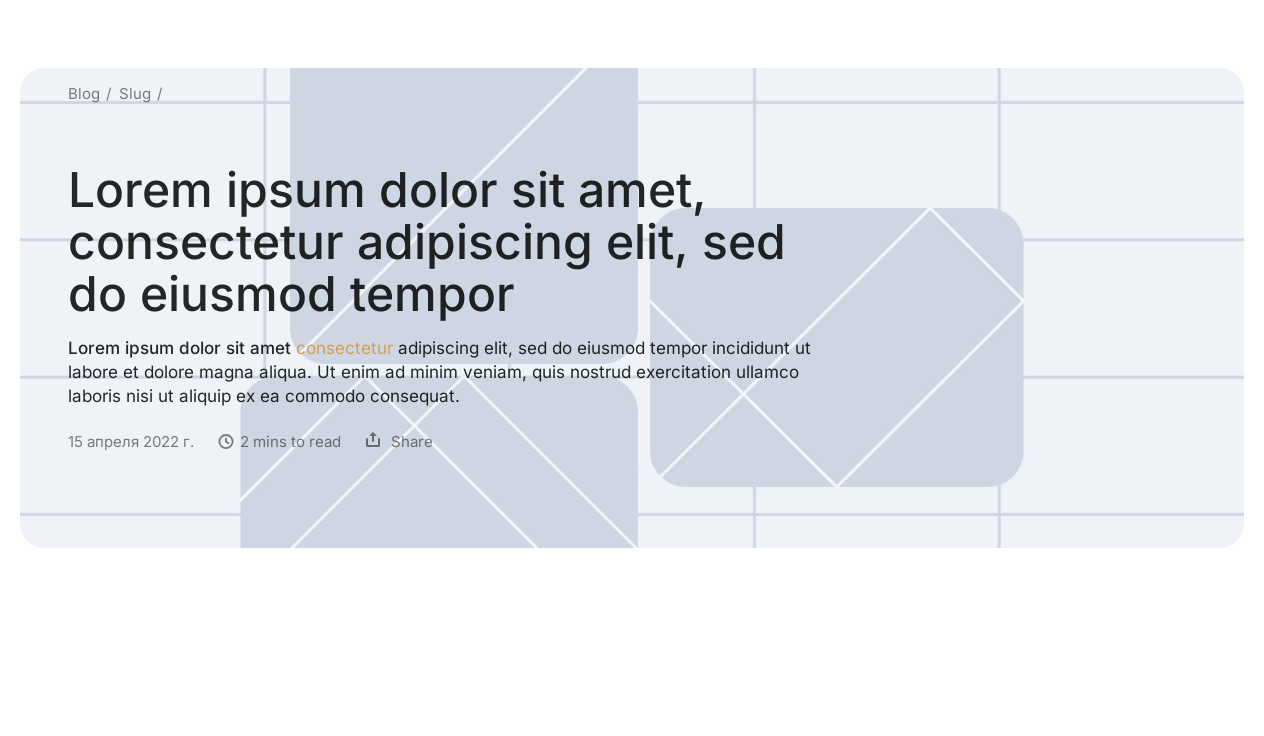 Blog / Slug /
Lorem ipsum dolor sit amet,
consectetur adipiscing elit, sed
do eiusmod tempor
Lorem ipsum dolor sit amet consectetur adipiscing elit, sed do eiusmod tempor incididunt ut
labore et dolore magna aliqua. Ut enim ad minim veniam, quis nostrud exercitation ullamco
laboris nisi ut aliquip ex ea commodo consequat.
15 апреля 2022 г. 2 mins to read Share